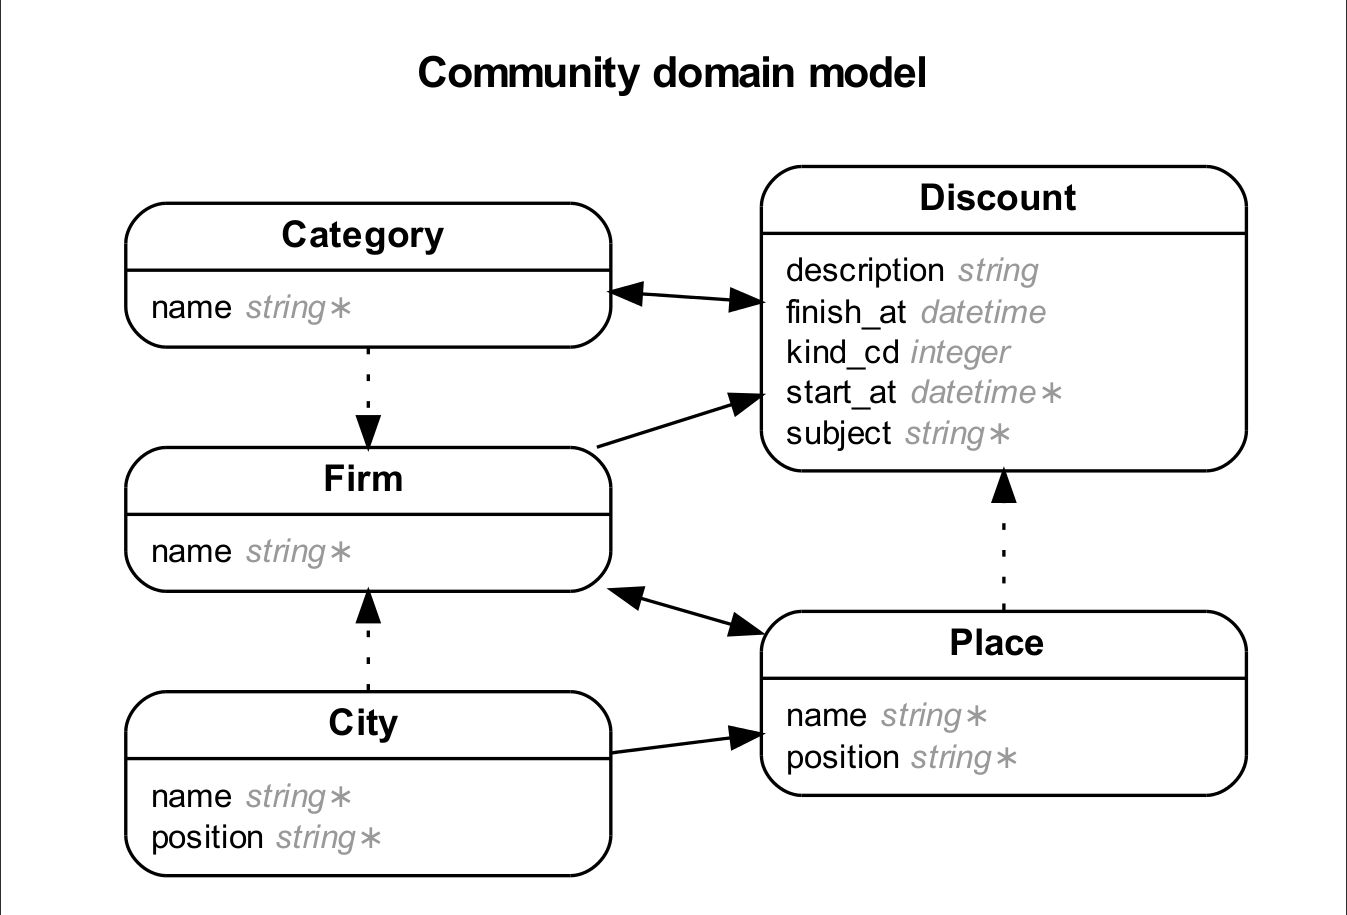 Community domain model
Category
name string∗
Discount
description string
finish_at datetime
kind_cd integer
start_at datetime∗
subject string∗
Firm
name string∗
Place
name string∗
position string∗
City
name string∗
position string∗